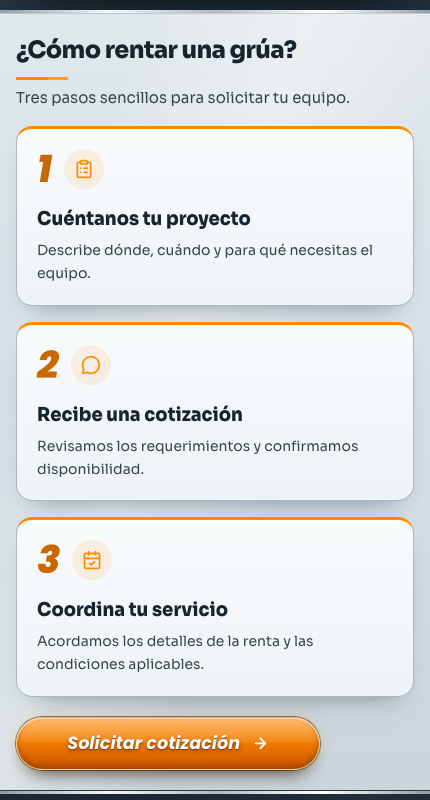 ¿Cómo rentar una grúa?
Tres pasos sencillos para solicitar tu equipo.
1
Cuéntanos tu proyecto
Describe dónde, cuándo y para qué necesitas el
equipo.
2
Recibe una cotización
Revisamos los requerimientos y confirmamos
disponibilidad.
3
Coordina tu servicio
Acordamos los detalles de la renta y las
condiciones aplicables.
Solicitar cotización →